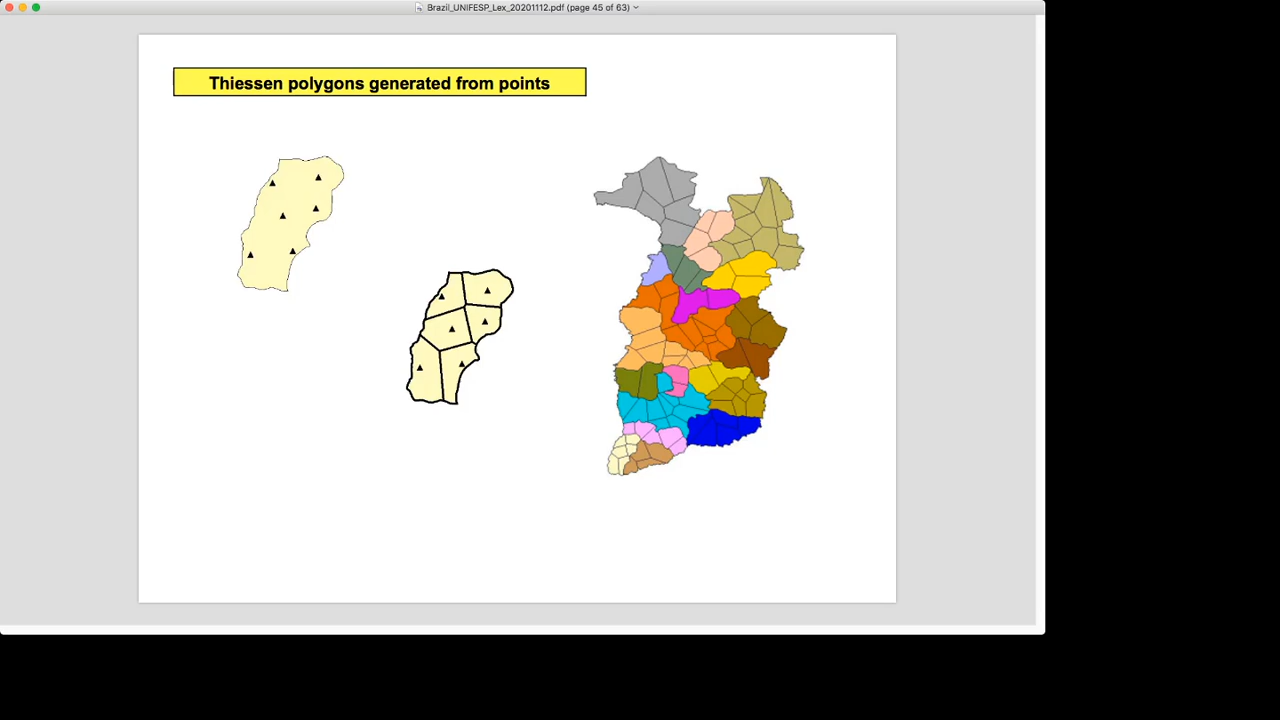 Brazil_UNIFESP_Lex_20201112.pdf (page 45 of 63)
Thiessen polygons generated from points